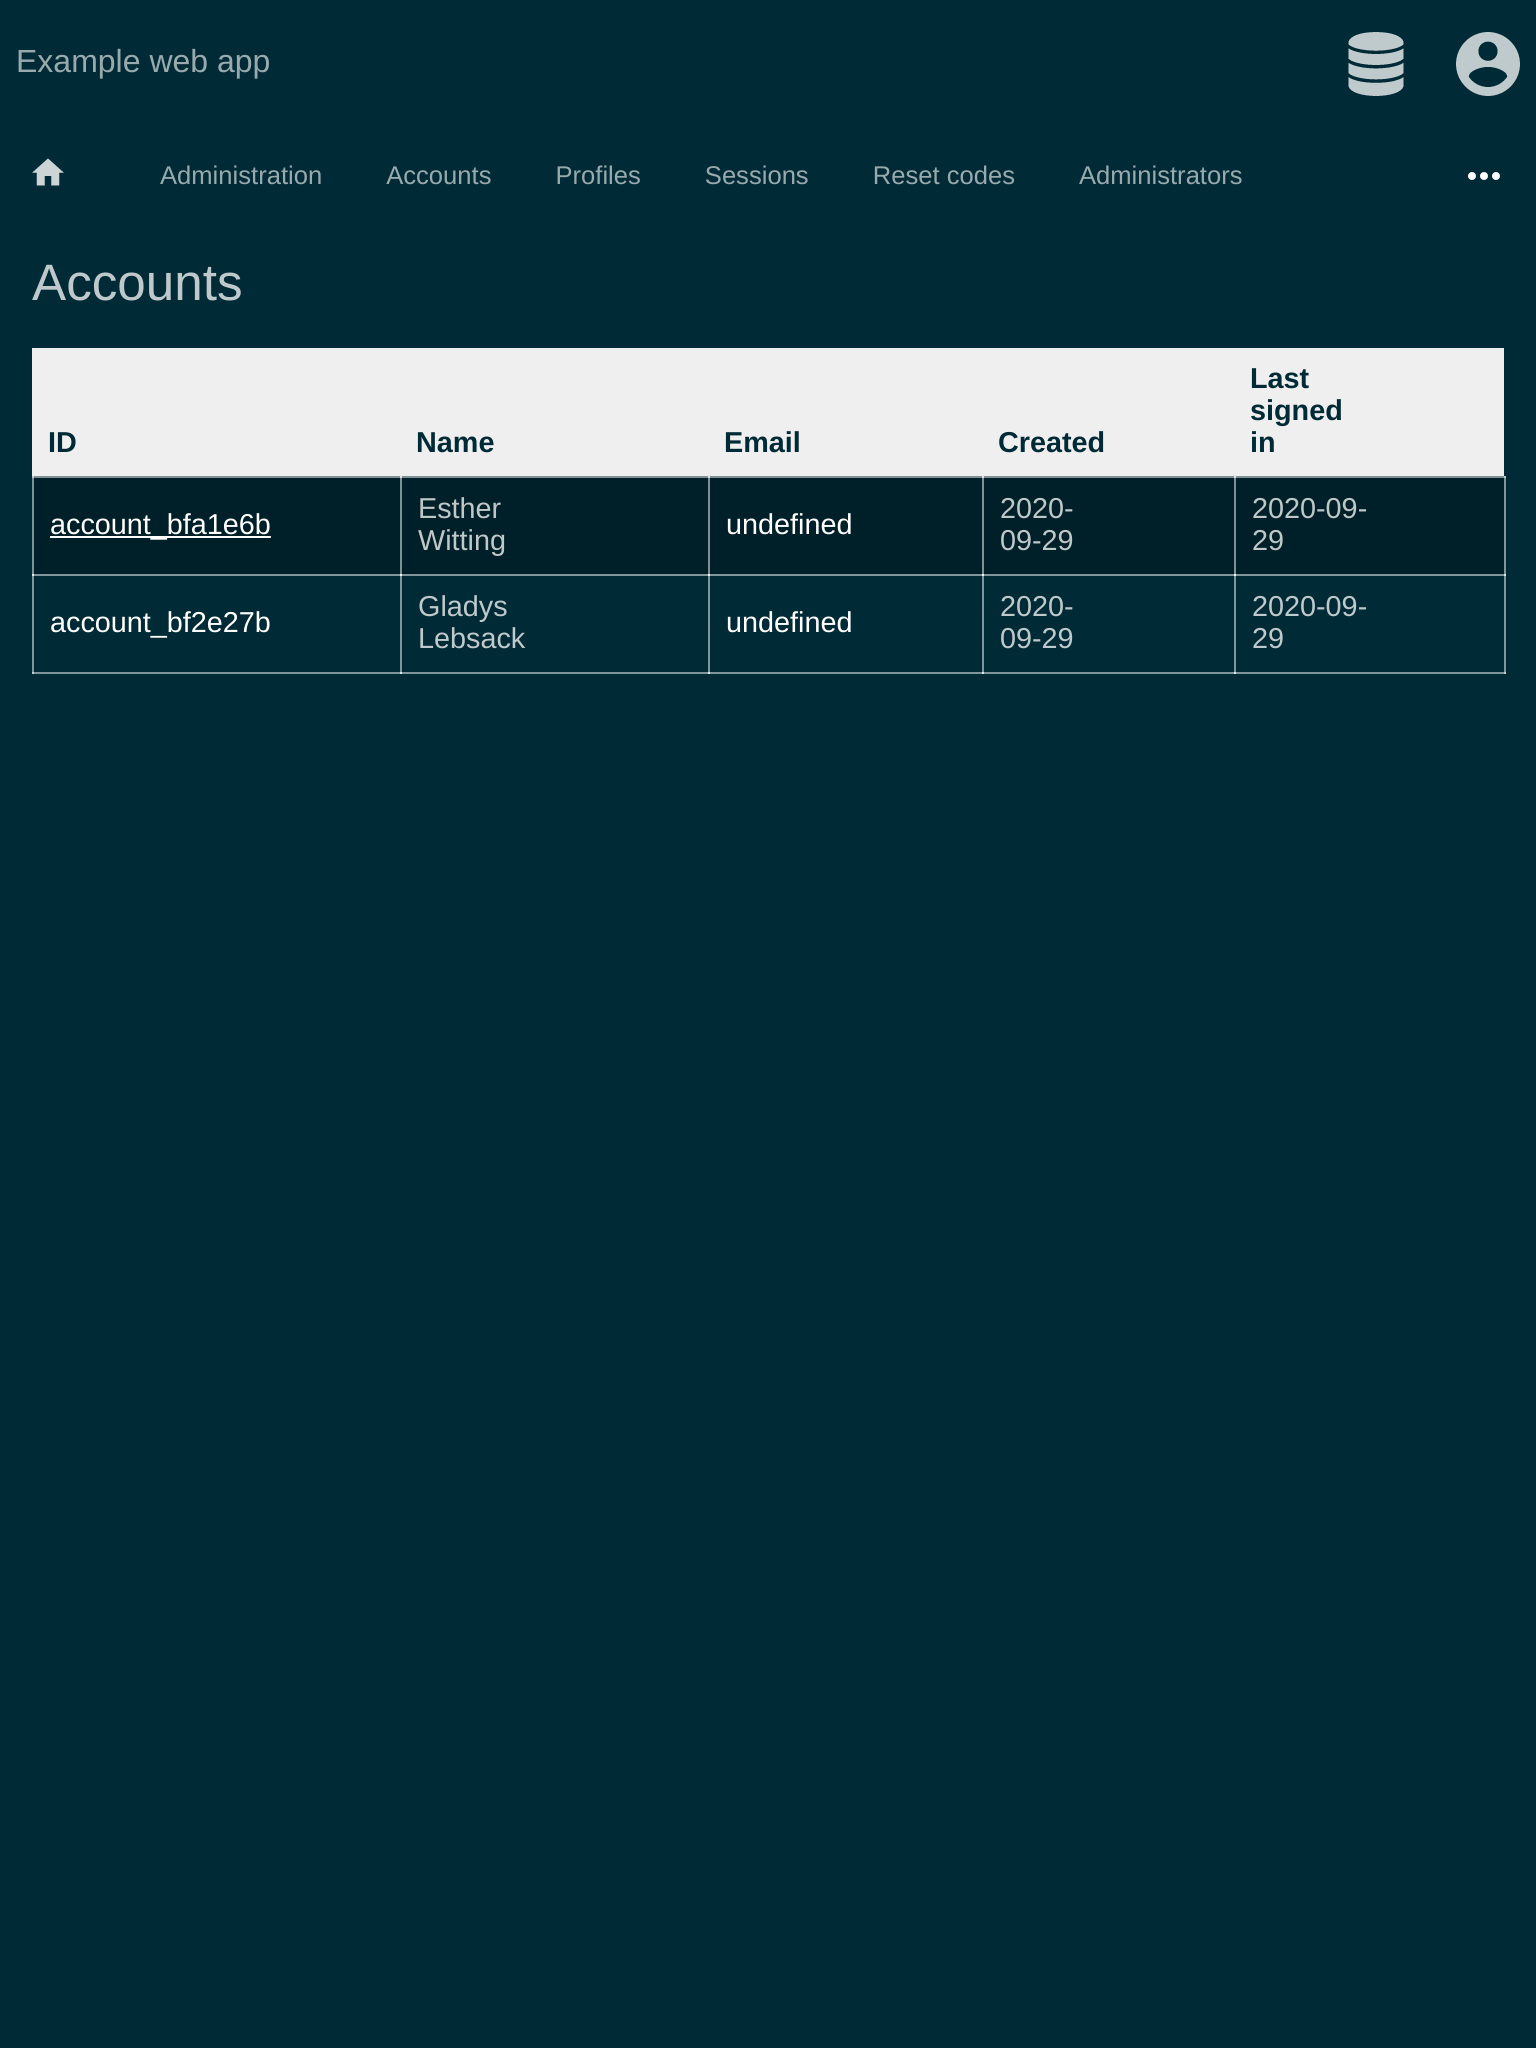 Example web app
Administration Accounts Profiles Sessions Reset codes Administrators
Accounts
ID Name Email Created Last signed in
account_bfa1e6b Esther Witting undefined 2020-09-29 2020-09-29
account_bf2e27b Gladys Lebsack undefined 2020-09-29 2020-09-29